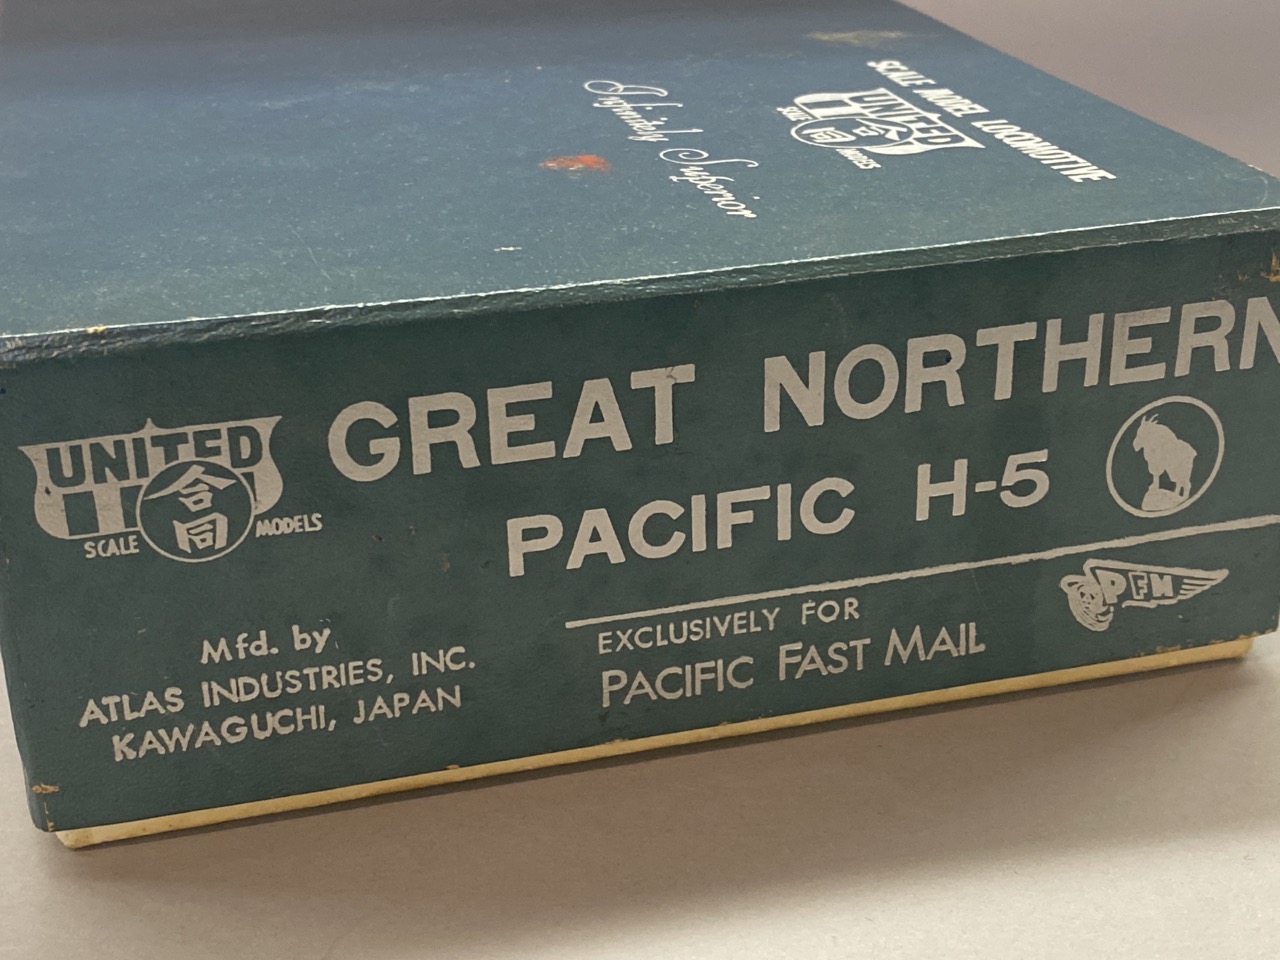 SCALE MODEL LOCOMOTIVE
UNITED
合同
SCALE MODELS
Infinitely Superior
UNITED
合同
SCALE MODELS
GREAT NORTHERN
PACIFIC H-5
Mfd. by
ATLAS INDUSTRIES, INC.
KAWAGUCHI, JAPAN
EXCLUSIVELY FOR
PACIFIC FAST MAIL
PFM